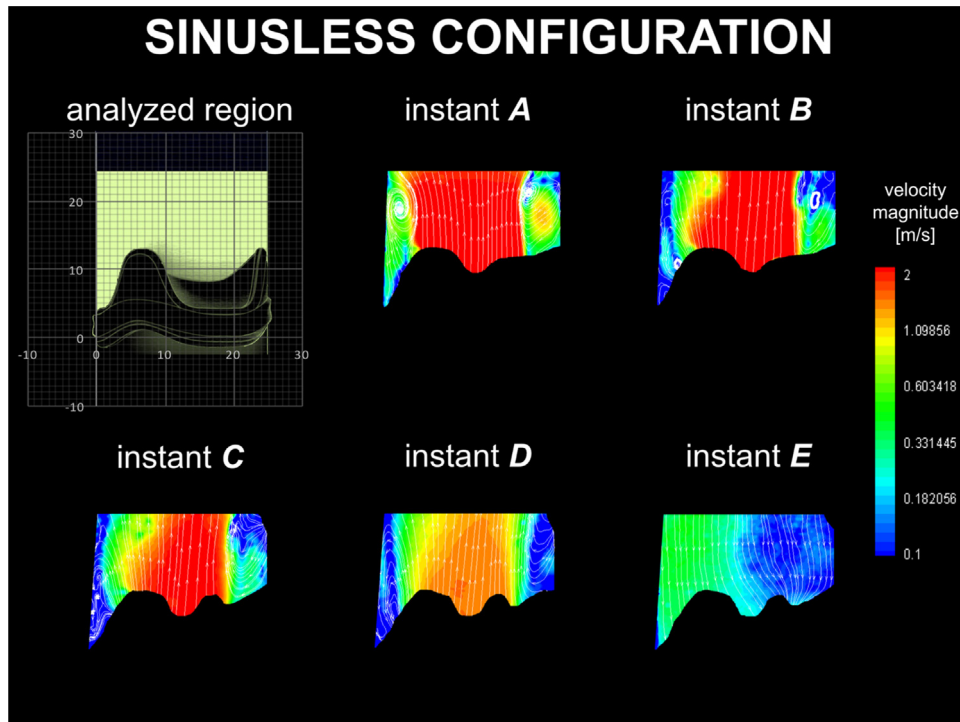 SINUSLESS CONFIGURATION
analyzed region
instant A
instant B
30
20
10
0
-10
-10
0
10
20
30
velocity
magnitude
[m/s]
2
1.09856
0.603418
0.331445
0.182056
0.1
instant C
instant D
instant E